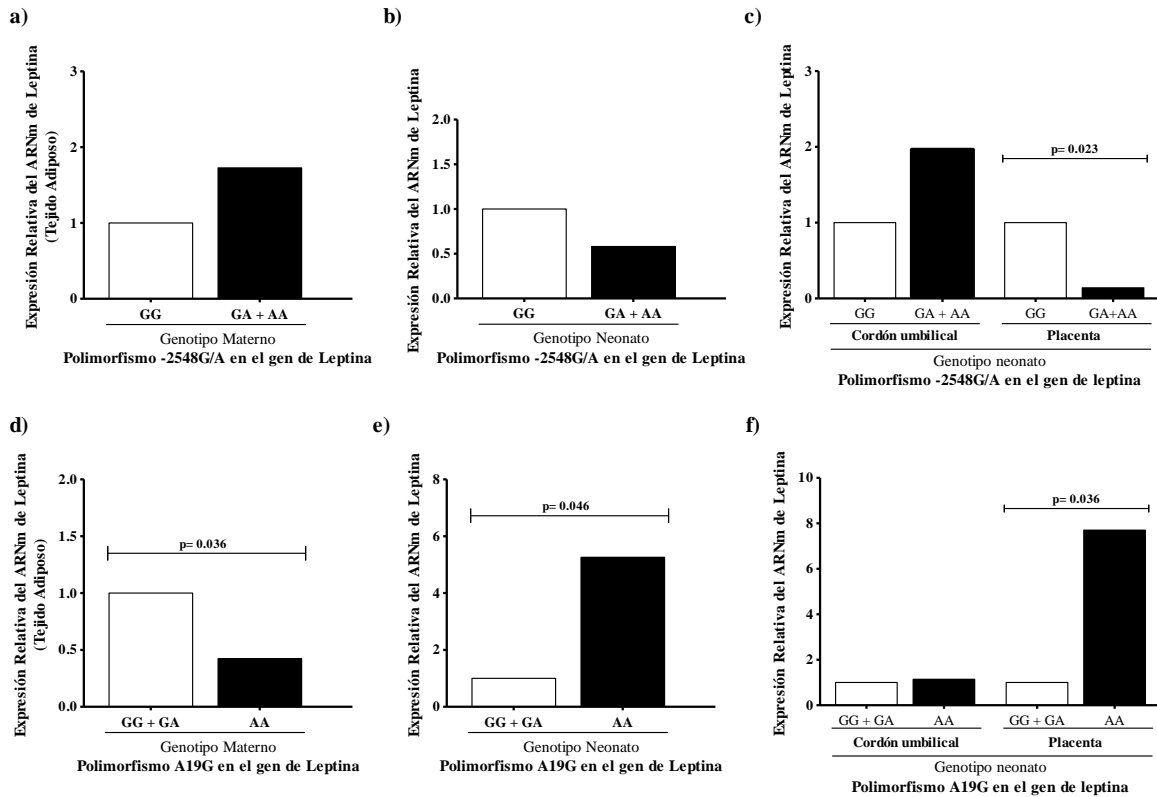 a)
Expresión Relativa del ARNm de Leptina
(Tejido Adiposo)
3
2
1
0
GG
GA + AA
Genotipo Materno
Polimorfismo -2548G/A en el gen de Leptina
b)
Expresión Relativa del ARNm de Leptina
2.0
1.5
1.0
0.5
0
GG
GA + AA
Genotipo Neonato
Polimorfismo -2548G/A en el gen de Leptina
c)
Expresión Relativa del ARNm de Leptina
3
2
1
0
p= 0.023
GG
GA + AA
GG
GA+AA
Cordón umbilical
Placenta
Genotipo neonato
Polimorfismo -2548G/A en el gen de leptina
d)
Expresión Relativa del ARNm de Leptina
(Tejido Adiposo)
2.0
1.5
1.0
0.5
0.0
p= 0.036
GG + GA
AA
Genotipo Materno
Polimorfismo A19G en el gen de Leptina
e)
Expresión Relativa del ARNm de Leptina
8
6
4
2
0
p= 0.046
GG + GA
AA
Genotipo Neonato
Polimorfismo A19G en el gen de Leptina
f)
Expresión Relativa del ARNm de Leptina
10
8
6
4
2
0
p= 0.036
GG + GA
AA
GG + GA
AA
Cordón umbilical
Placenta
Genotipo neonato
Polimorfismo A19G en el gen de leptina